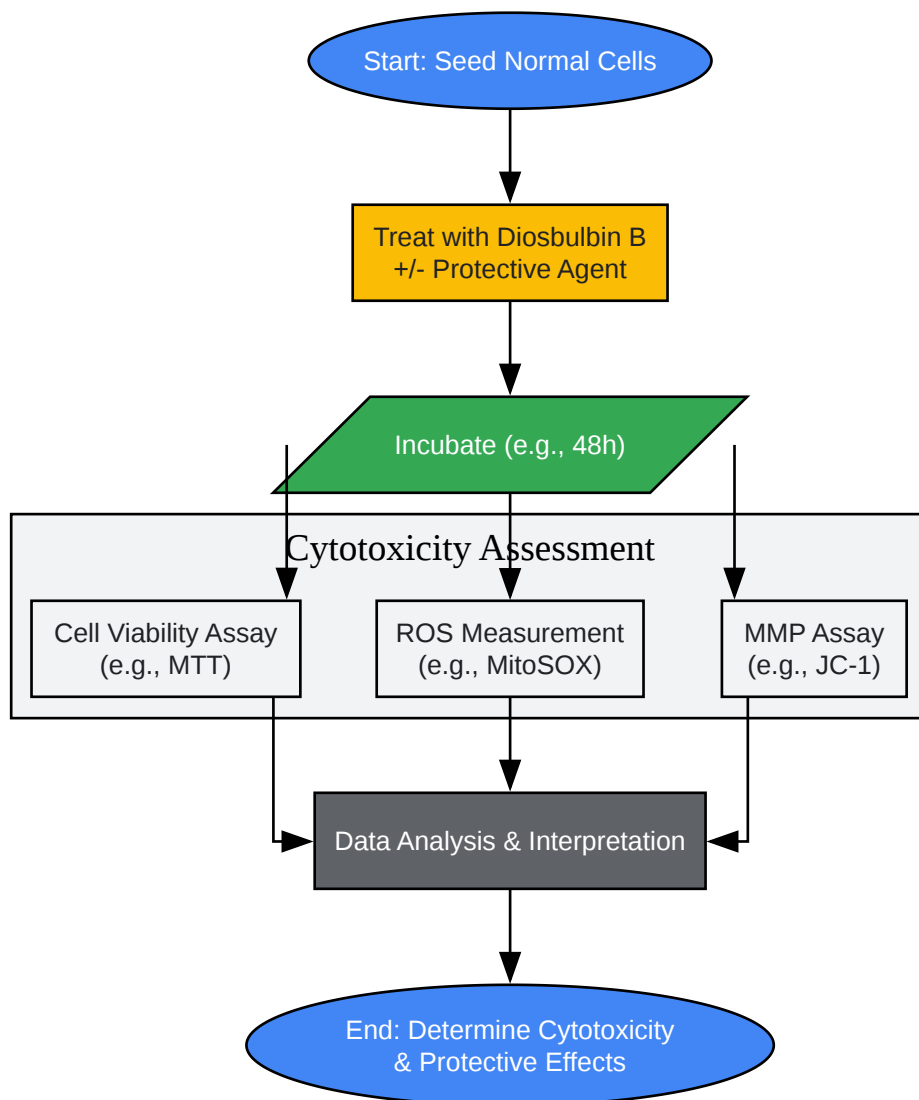 Start: Seed Normal Cells
Treat with Diosbulbin B
+/- Protective Agent
Incubate (e.g., 48h)
Cytotoxicity Assessment
Cell Viability Assay
(e.g., MTT)
ROS Measurement
(e.g., MitoSOX)
MMP Assay
(e.g., JC-1)
Data Analysis & Interpretation
End: Determine Cytotoxicity
& Protective Effects